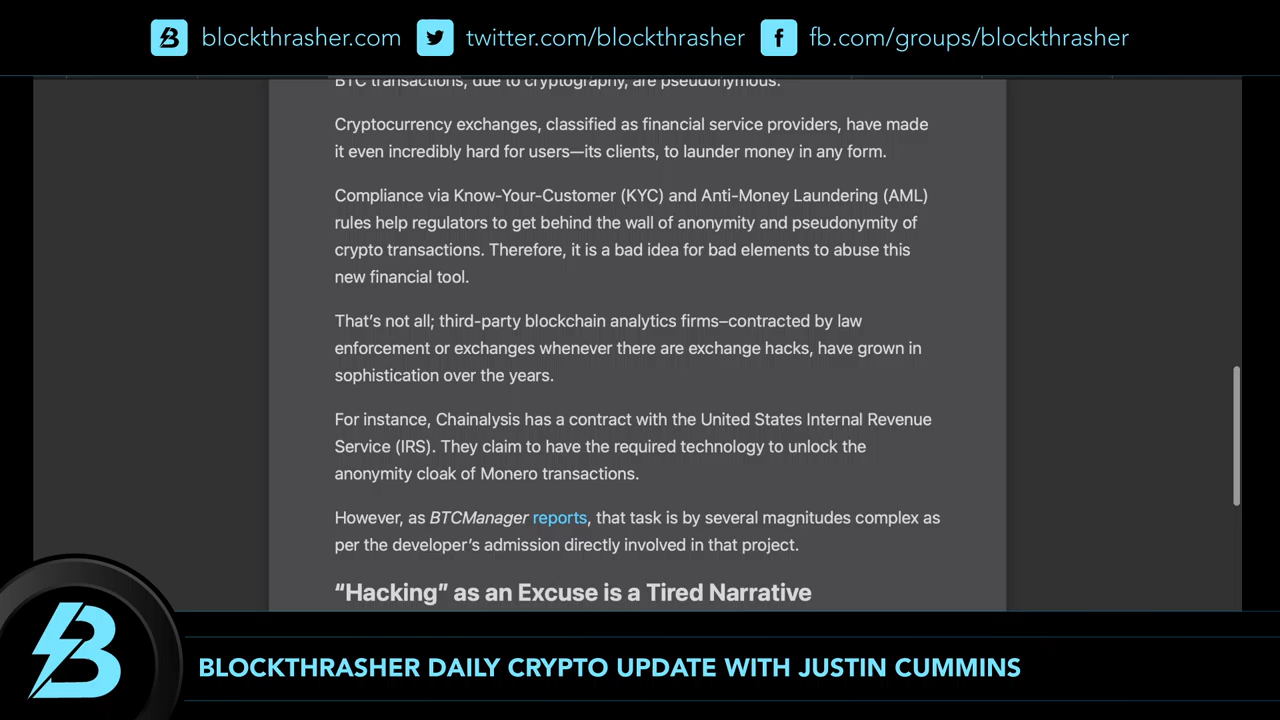 blockthrasher.com twitter.com/blockthrasher fb.com/groups/blockthrasher
BTC transactions, due to cryptography, are pseudonymous.
Cryptocurrency exchanges, classified as financial service providers, have made
it even incredibly hard for users—its clients, to launder money in any form.
Compliance via Know-Your-Customer (KYC) and Anti-Money Laundering (AML)
rules help regulators to get behind the wall of anonymity and pseudonymity of
crypto transactions. Therefore, it is a bad idea for bad elements to abuse this
new financial tool.
That’s not all; third-party blockchain analytics firms–contracted by law
enforcement or exchanges whenever there are exchange hacks, have grown in
sophistication over the years.
For instance, Chainalysis has a contract with the United States Internal Revenue
Service (IRS). They claim to have the required technology to unlock the
anonymity cloak of Monero transactions.
However, as BTCManager reports, that task is by several magnitudes complex as
per the developer’s admission directly involved in that project.
“Hacking” as an Excuse is a Tired Narrative
BLOCKTHRASHER DAILY CRYPTO UPDATE WITH JUSTIN CUMMINS